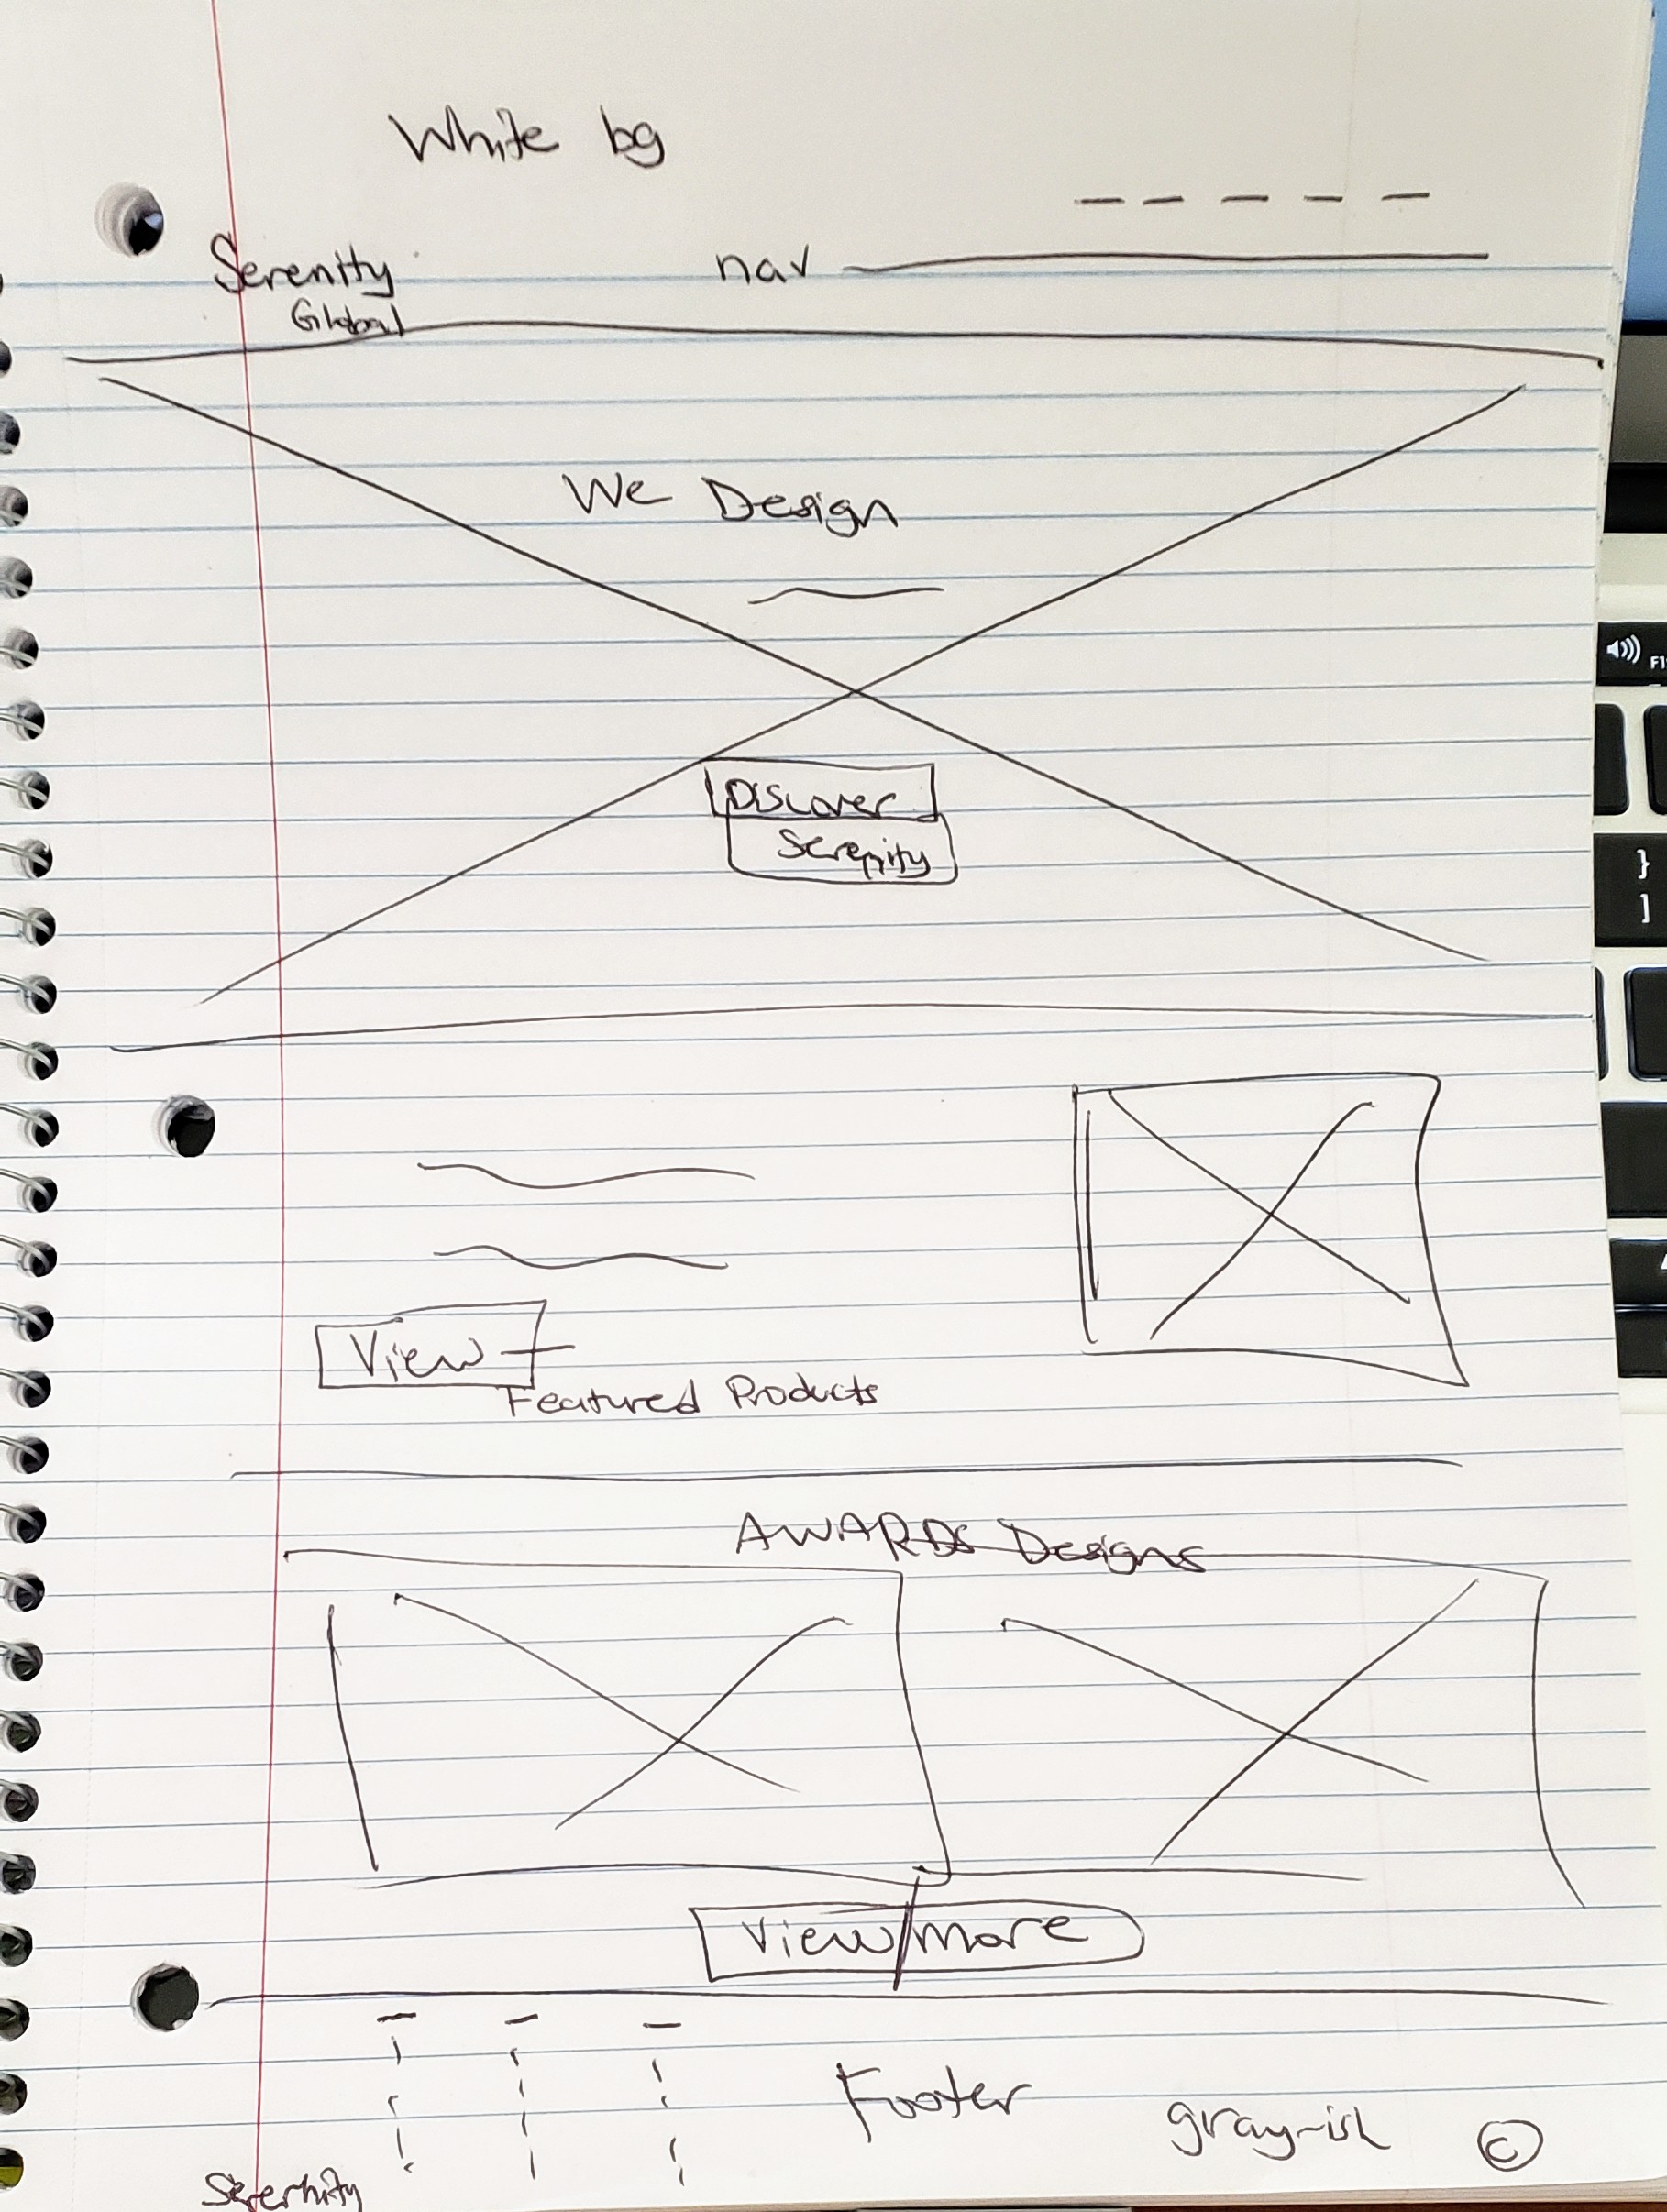 White bg
Serenity
Global
nav
We Design
Discover
Serenity
View
Featured Products
AWARDS Designs
View more
Footer
gray-ish ©
F1
}
]